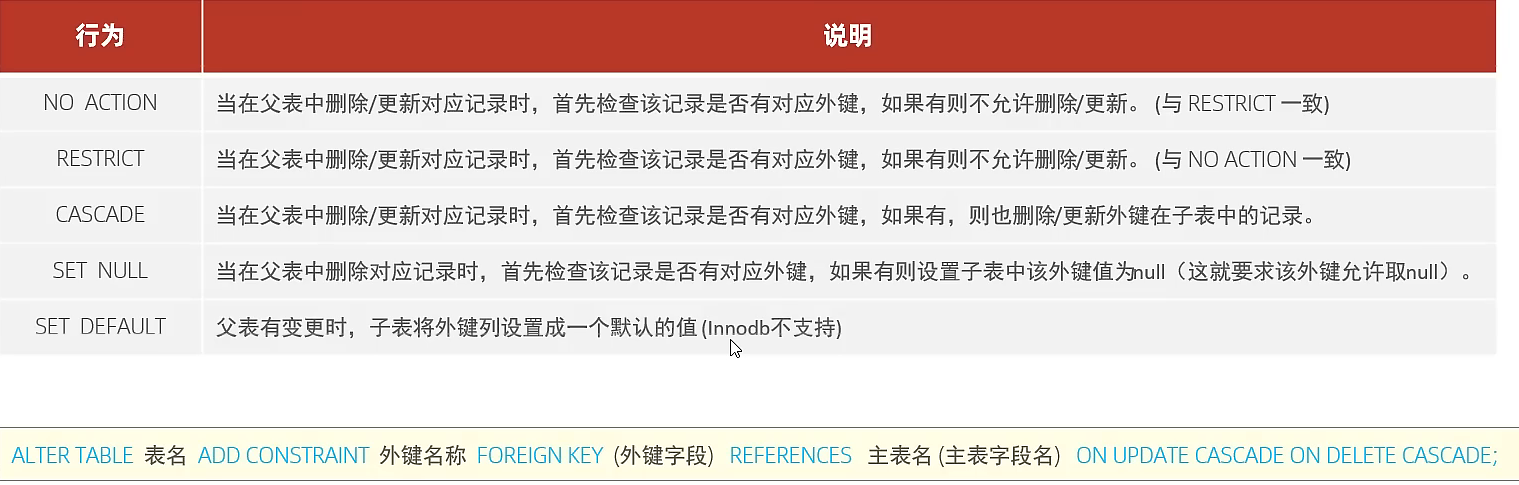 行为 说明
NO ACTION 当在父表中删除/更新对应记录时，首先检查该记录是否有对应外键，如果有则不允许删除/更新。 (与 RESTRICT 一致)
RESTRICT 当在父表中删除/更新对应记录时，首先检查该记录是否有对应外键，如果有则不允许删除/更新。 (与 NO ACTION 一致)
CASCADE 当在父表中删除/更新对应记录时，首先检查该记录是否有对应外键，如果有，则也删除/更新外键在子表中的记录。
SET NULL 当在父表中删除对应记录时，首先检查该记录是否有对应外键，如果有则设置子表中该外键值为null（这就要求该外键允许取null）。
SET DEFAULT 父表有变更时，子表将外键列设置成一个默认的值 (Innodb不支持)
ALTER TABLE 表名 ADD CONSTRAINT 外键名称 FOREIGN KEY (外键字段) REFERENCES 主表名 (主表字段名) ON UPDATE CASCADE ON DELETE CASCADE;